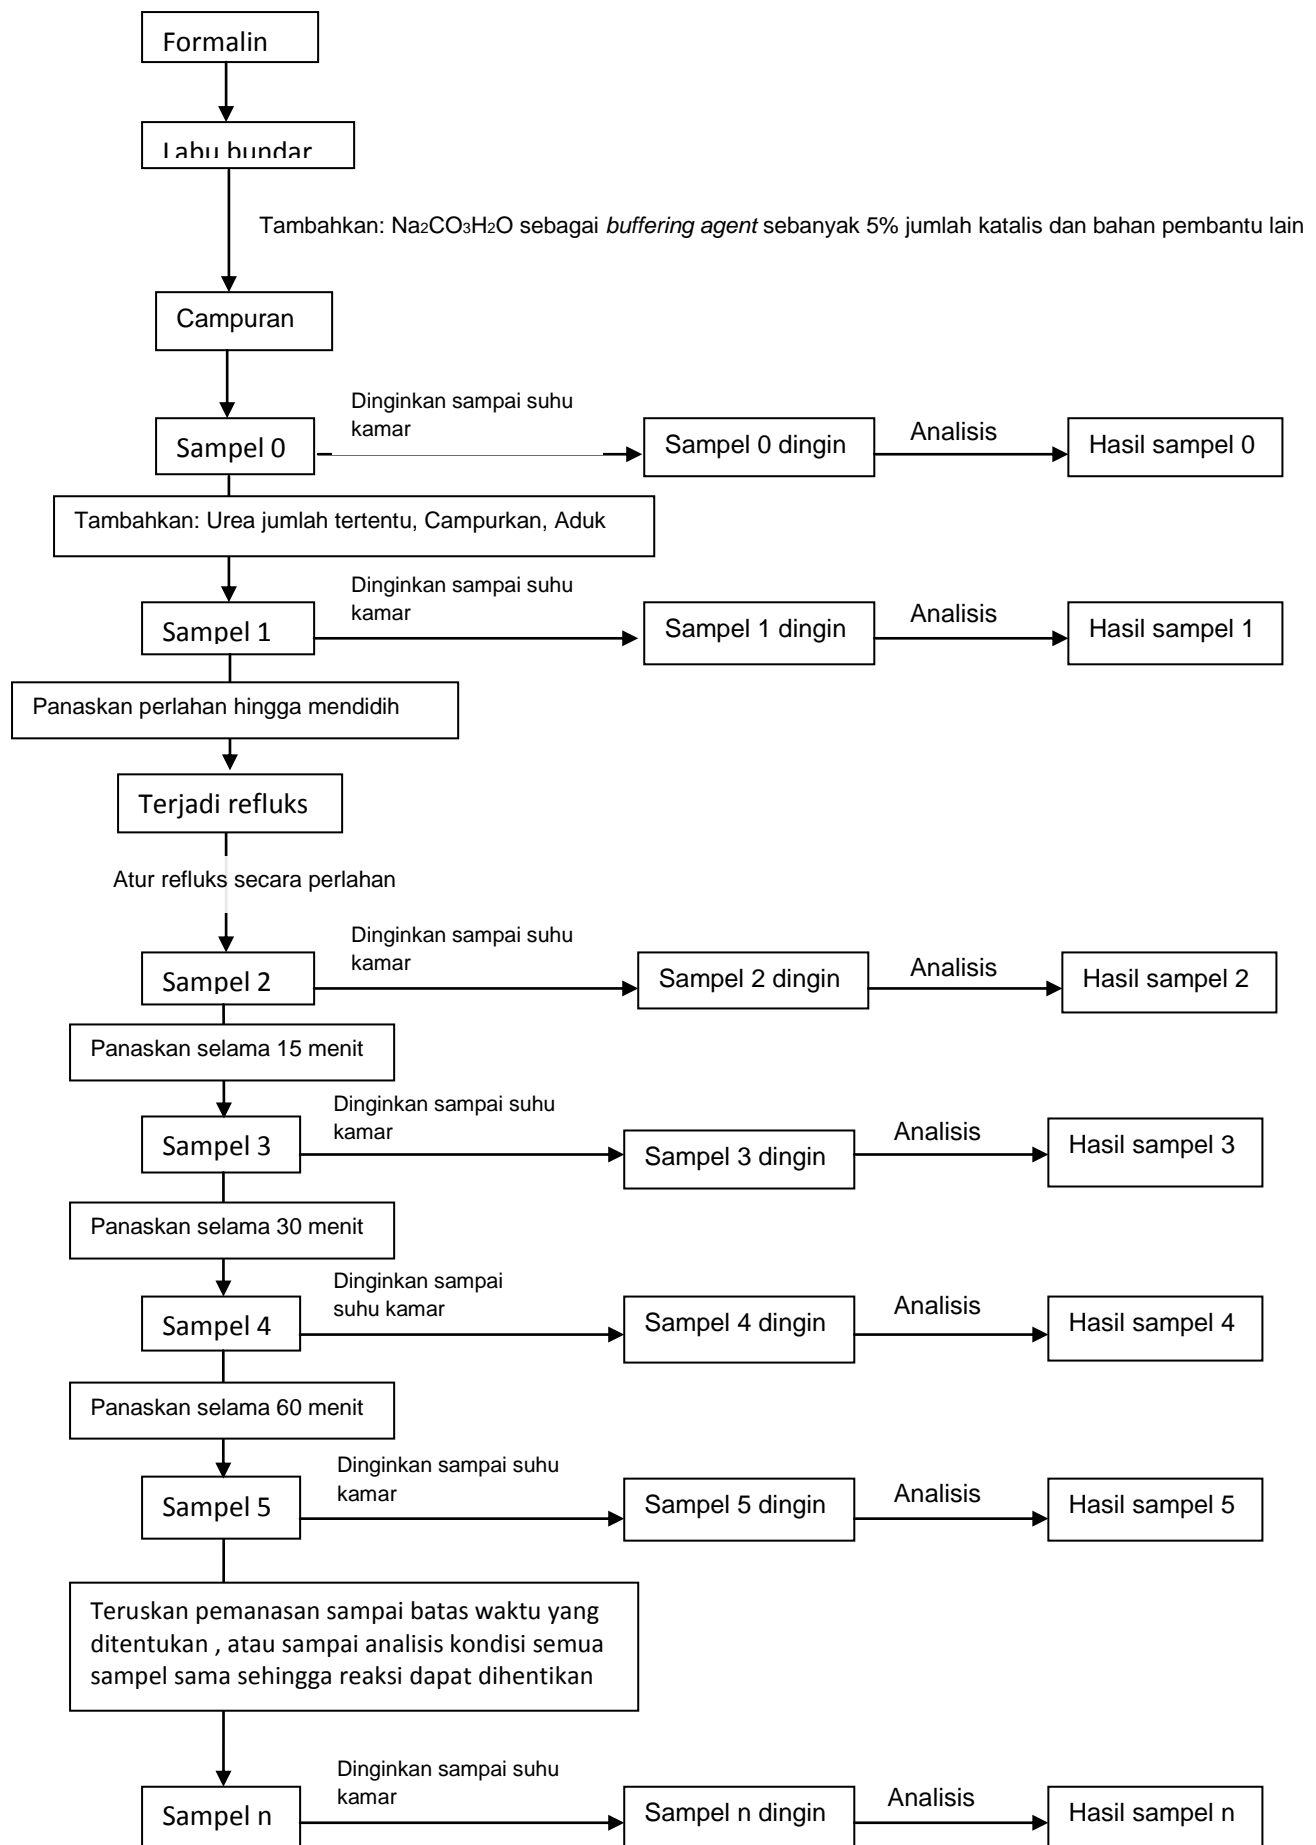 Formalin
Labu bundar
Tambahkan: Na₂CO₃H₂O sebagai buffering agent sebanyak 5% jumlah katalis dan bahan pembantu lain
Campuran
Dinginkan sampai suhu
kamar
Sampel 0
Sampel 0 dingin
Analisis
Hasil sampel 0
Tambahkan: Urea jumlah tertentu, Campurkan, Aduk
Dinginkan sampai suhu
kamar
Sampel 1
Sampel 1 dingin
Analisis
Hasil sampel 1
Panaskan perlahan hingga mendidih
Terjadi refluks
Atur refluks secara perlahan
Dinginkan sampai suhu
kamar
Sampel 2
Sampel 2 dingin
Analisis
Hasil sampel 2
Panaskan selama 15 menit
Dinginkan sampai suhu
kamar
Sampel 3
Sampel 3 dingin
Analisis
Hasil sampel 3
Panaskan selama 30 menit
Dinginkan sampai
suhu kamar
Sampel 4
Sampel 4 dingin
Analisis
Hasil sampel 4
Panaskan selama 60 menit
Dinginkan sampai suhu
kamar
Sampel 5
Sampel 5 dingin
Analisis
Hasil sampel 5
Teruskan pemanasan sampai batas waktu yang
ditentukan , atau sampai analisis kondisi semua
sampel sama sehingga reaksi dapat dihentikan
Dinginkan sampai suhu
kamar
Sampel n
Sampel n dingin
Analisis
Hasil sampel n